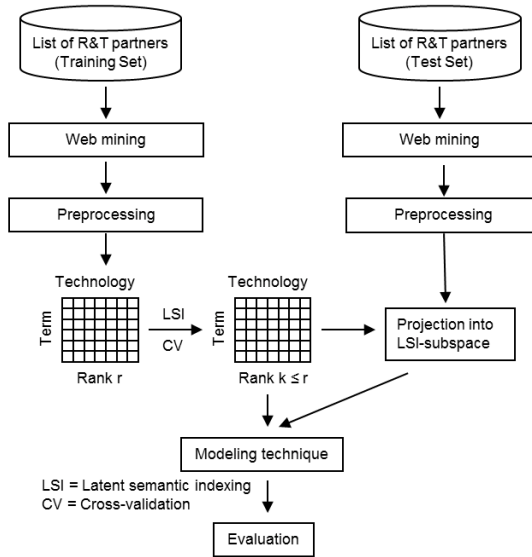 List of R&T partners
(Training Set)
List of R&T partners
(Test Set)
Web mining
Web mining
Preprocessing
Preprocessing
Technology
Term
Rank r
LSI
CV
Technology
Term
Rank k ≤ r
Projection into
LSI-subspace
Modeling technique
LSI = Latent semantic indexing
CV = Cross-validation
Evaluation